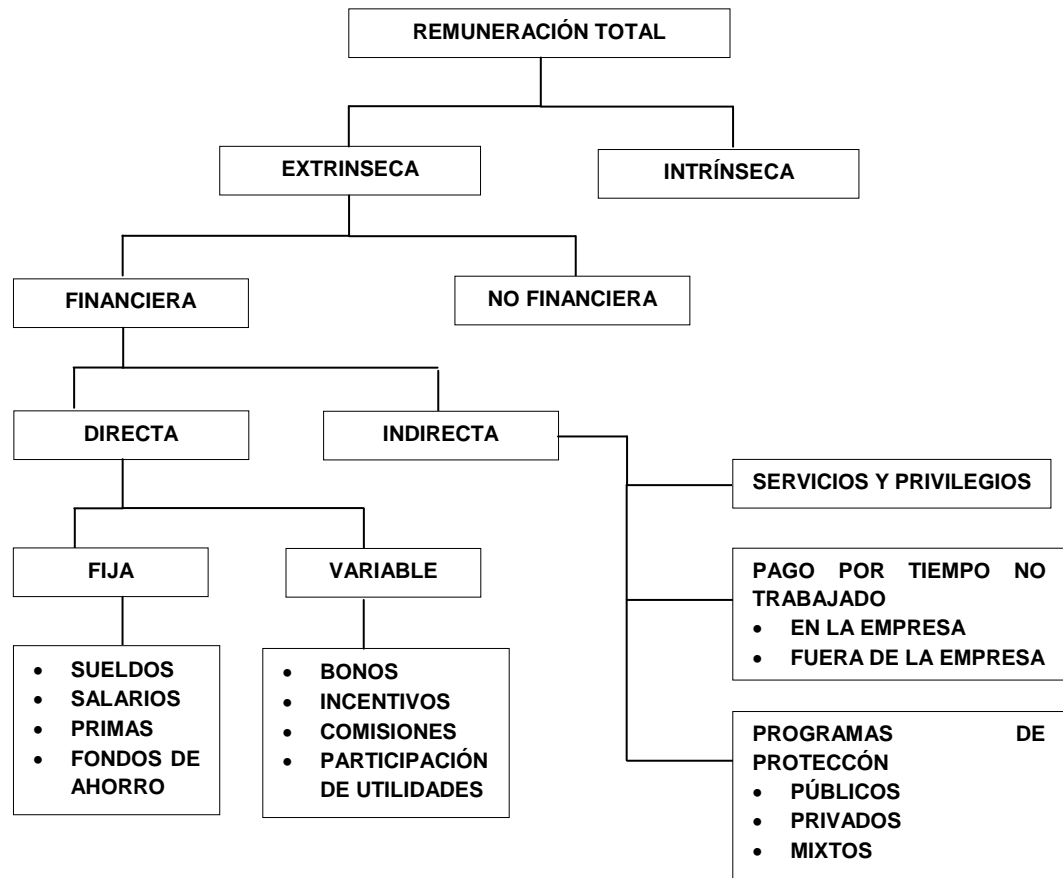 REMUNERACIÓN TOTAL
EXTRINSECA
INTRÍNSECA
FINANCIERA
NO FINANCIERA
DIRECTA
INDIRECTA
SERVICIOS Y PRIVILEGIOS
FIJA
VARIABLE
PAGO POR TIEMPO NO
TRABAJADO
• EN LA EMPRESA
• FUERA DE LA EMPRESA
• SUELDOS
• SALARIOS
• PRIMAS
• FONDOS DE
AHORRO
• BONOS
• INCENTIVOS
• COMISIONES
• PARTICIPACIÓN
DE UTILIDADES
PROGRAMAS DE
PROTECCÓN
• PÚBLICOS
• PRIVADOS
• MIXTOS